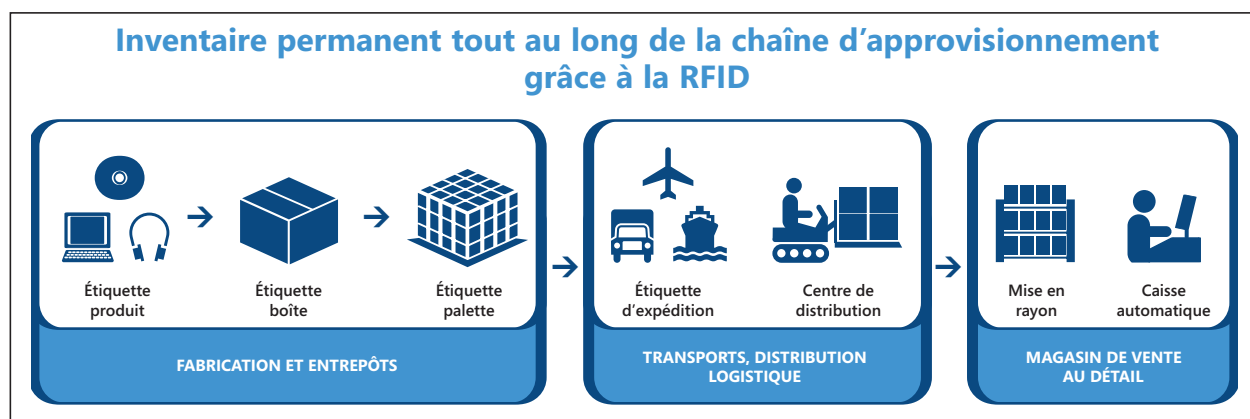 Inventaire permanent tout au long de la chaîne d’approvisionnement
grâce à la RFID
Étiquette
produit
Étiquette
boîte
Étiquette
palette
FABRICATION ET ENTREPÔTS
Étiquette
d’expédition
Centre de
distribution
TRANSPORTS, DISTRIBUTION
LOGISTIQUE
Mise en
rayon
Caisse
automatique
MAGASIN DE VENTE
AU DÉTAIL